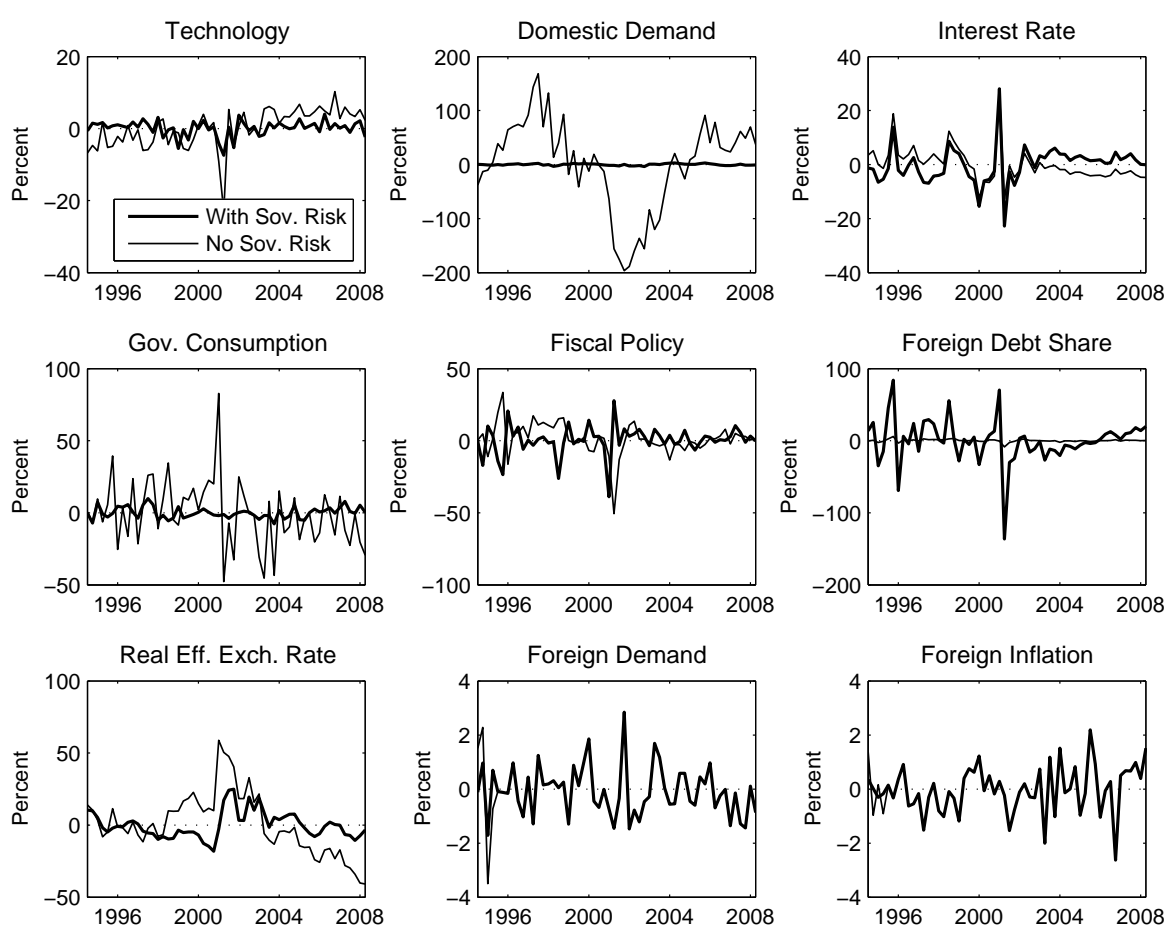 Technology
Percent
20
0
−20
−40
With Sov. Risk
No Sov. Risk
1996 2000 2004 2008
Domestic Demand
Percent
200
100
0
−100
−200
1996 2000 2004 2008
Interest Rate
Percent
40
20
0
−20
−40
1996 2000 2004 2008
Gov. Consumption
Percent
100
50
0
−50
1996 2000 2004 2008
Fiscal Policy
Percent
50
0
−50
−100
1996 2000 2004 2008
Foreign Debt Share
Percent
100
0
−100
−200
1996 2000 2004 2008
Real Eff. Exch. Rate
Percent
100
50
0
−50
1996 2000 2004 2008
Foreign Demand
Percent
4
2
0
−2
−4
1996 2000 2004 2008
Foreign Inflation
Percent
4
2
0
−2
−4
1996 2000 2004 2008